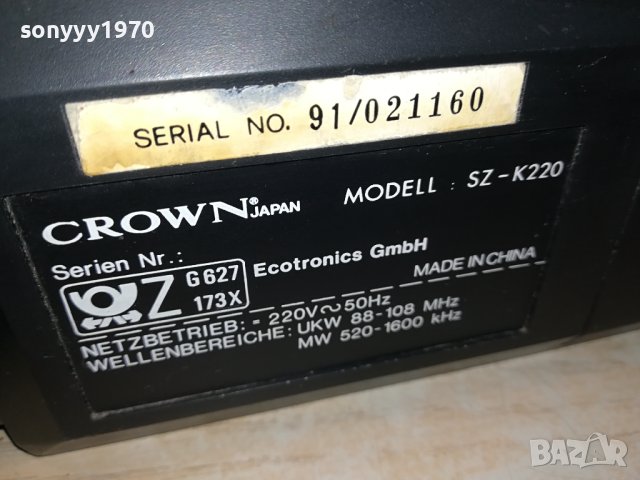 sonyyy1970
SERIAL NO. 91/021160
CROWN® JAPAN MODELL : SZ-K220
Serien Nr.:
Z G627 173X Ecotronics GmbH
MADE IN CHINA
NETZBETRIEB: ~ 220V~50Hz
WELLENBEREICHE: UKW 88-108 MHz
MW 520-1600 kHz
BAZAR